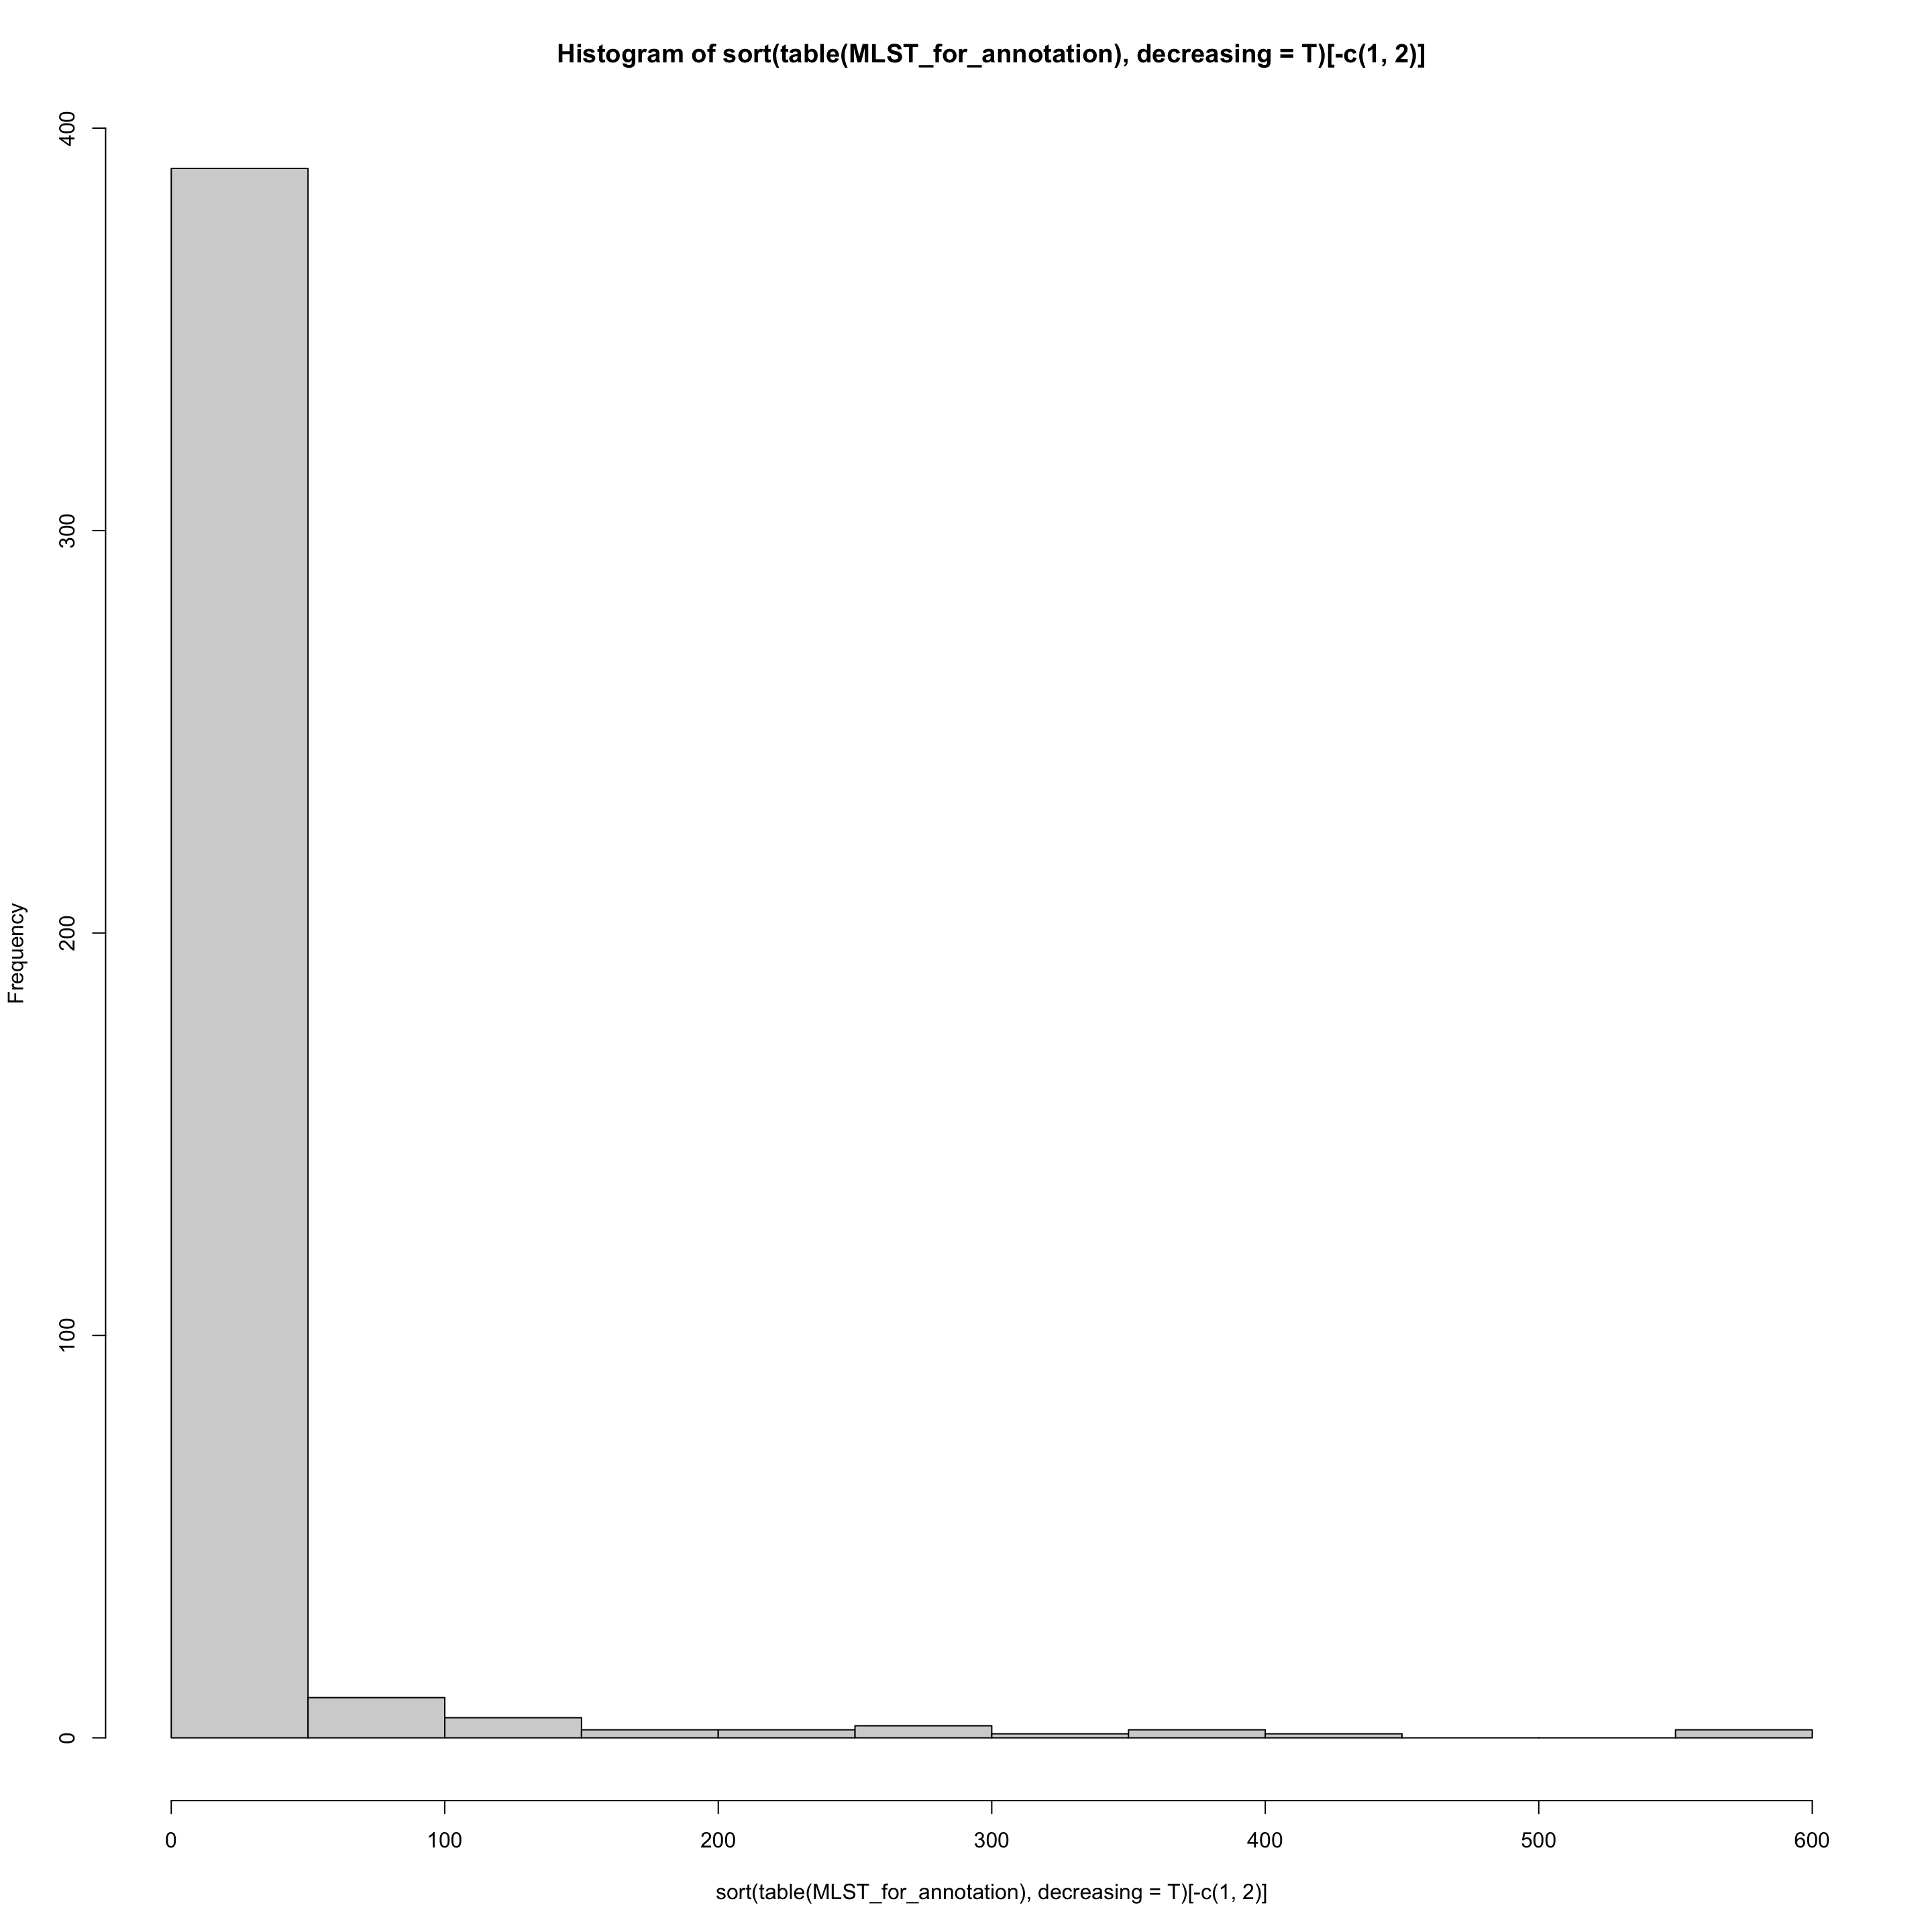 Histogram of sort(table(MLST_for_annotation), decreasing = T)[-c(1, 2)]
Frequency
400
300
200
100
0
0 100 200 300 400 500 600
sort(table(MLST_for_annotation), decreasing = T)[-c(1, 2)]